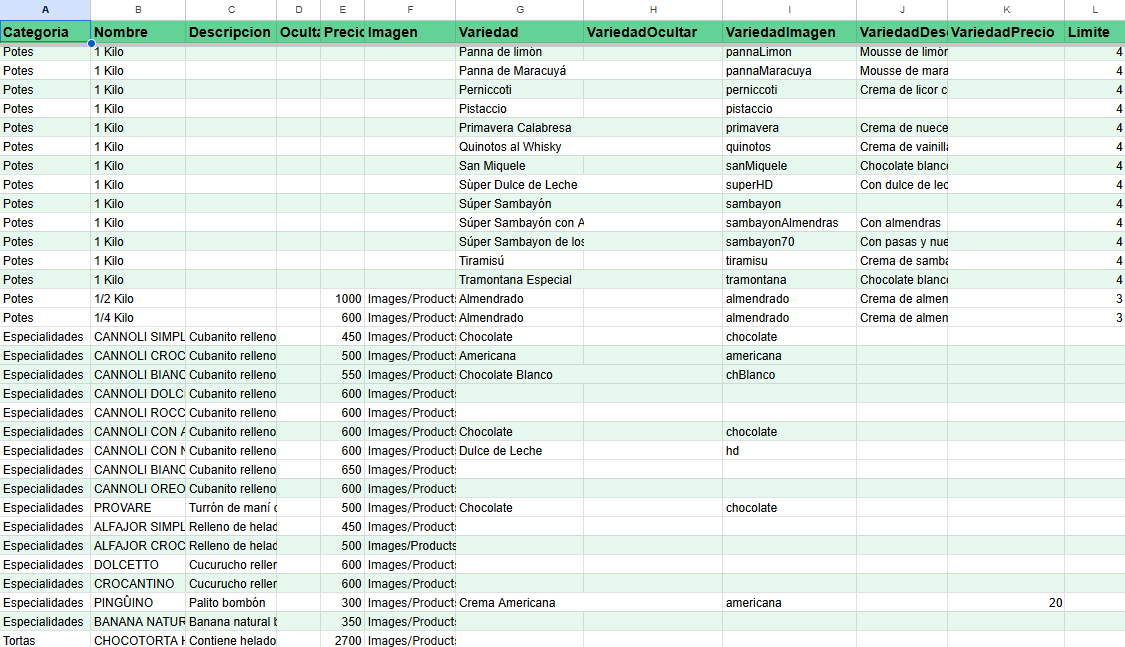 A B C D E F G H I J K L
Categoria Nombre Descripcion Oculta Precio Imagen Variedad VariedadOcultar VariedadImagen VariedadDes VariedadPrecio Limite
Potes 1 Kilo Panna de limòn pannaLimon Mousse de limòn 4
Potes 1 Kilo Panna de Maracuyá pannaMaracuya Mousse de mara 4
Potes 1 Kilo Perniccoti perniccoti Crema de licor c 4
Potes 1 Kilo Pistaccio pistaccio 4
Potes 1 Kilo Primavera Calabresa primavera Crema de nuece 4
Potes 1 Kilo Quinotos al Whisky quinotos Crema de vainilla 4
Potes 1 Kilo San Miquele sanMiquele Chocolate blanco 4
Potes 1 Kilo Sùper Dulce de Leche superHD Con dulce de lec 4
Potes 1 Kilo Súper Sambayón sambayon 4
Potes 1 Kilo Súper Sambayón con A sambayonAlmendras Con almendras 4
Potes 1 Kilo Súper Sambayon de los sambayon70 Con pasas y nue 4
Potes 1 Kilo Tiramisú tiramisu Crema de samba 4
Potes 1 Kilo Tramontana Especial tramontana Chocolate blanco 4
Potes 1/2 Kilo 1000 Images/Products Almendrado almendrado Crema de almen 3
Potes 1/4 Kilo 600 Images/Products Almendrado almendrado Crema de almen 3
Especialidades CANNOLI SIMPL Cubanito relleno 450 Images/Products Chocolate chocolate
Especialidades CANNOLI CROC Cubanito relleno 500 Images/Products Americana americana
Especialidades CANNOLI BIANC Cubanito relleno 550 Images/Products Chocolate Blanco chBlanco
Especialidades CANNOLI DOLC Cubanito relleno 600 Images/Products
Especialidades CANNOLI ROCC Cubanito relleno 600 Images/Products
Especialidades CANNOLI CON A Cubanito relleno 600 Images/Products Chocolate chocolate
Especialidades CANNOLI CON N Cubanito relleno 600 Images/Products Dulce de Leche hd
Especialidades CANNOLI BIANC Cubanito relleno 650 Images/Products
Especialidades CANNOLI OREO Cubanito relleno 600 Images/Products
Especialidades PROVARE Turrón de maní c 500 Images/Products Chocolate chocolate
Especialidades ALFAJOR SIMPL Relleno de helad 450 Images/Products
Especialidades ALFAJOR CROC Relleno de helad 500 Images/Products
Especialidades DOLCETTO Cucurucho reller 600 Images/Products
Especialidades CROCANTINO Cucurucho reller 600 Images/Products
Especialidades PINGÛINO Palito bombón 300 Images/Products Crema Americana americana 20
Especialidades BANANA NATUR Banana natural b 350 Images/Products
Tortas CHOCOTORTA H Contiene helado 2700 Images/Products